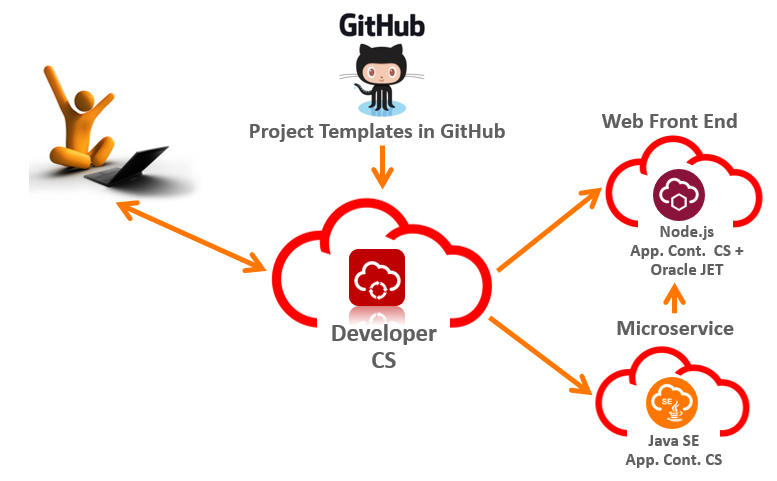 GitHub
Project Templates in GitHub
Web Front End
Node.js
App. Cont. CS +
Oracle JET
Developer
CS
Microservice
SE
Java SE
App. Cont. CS